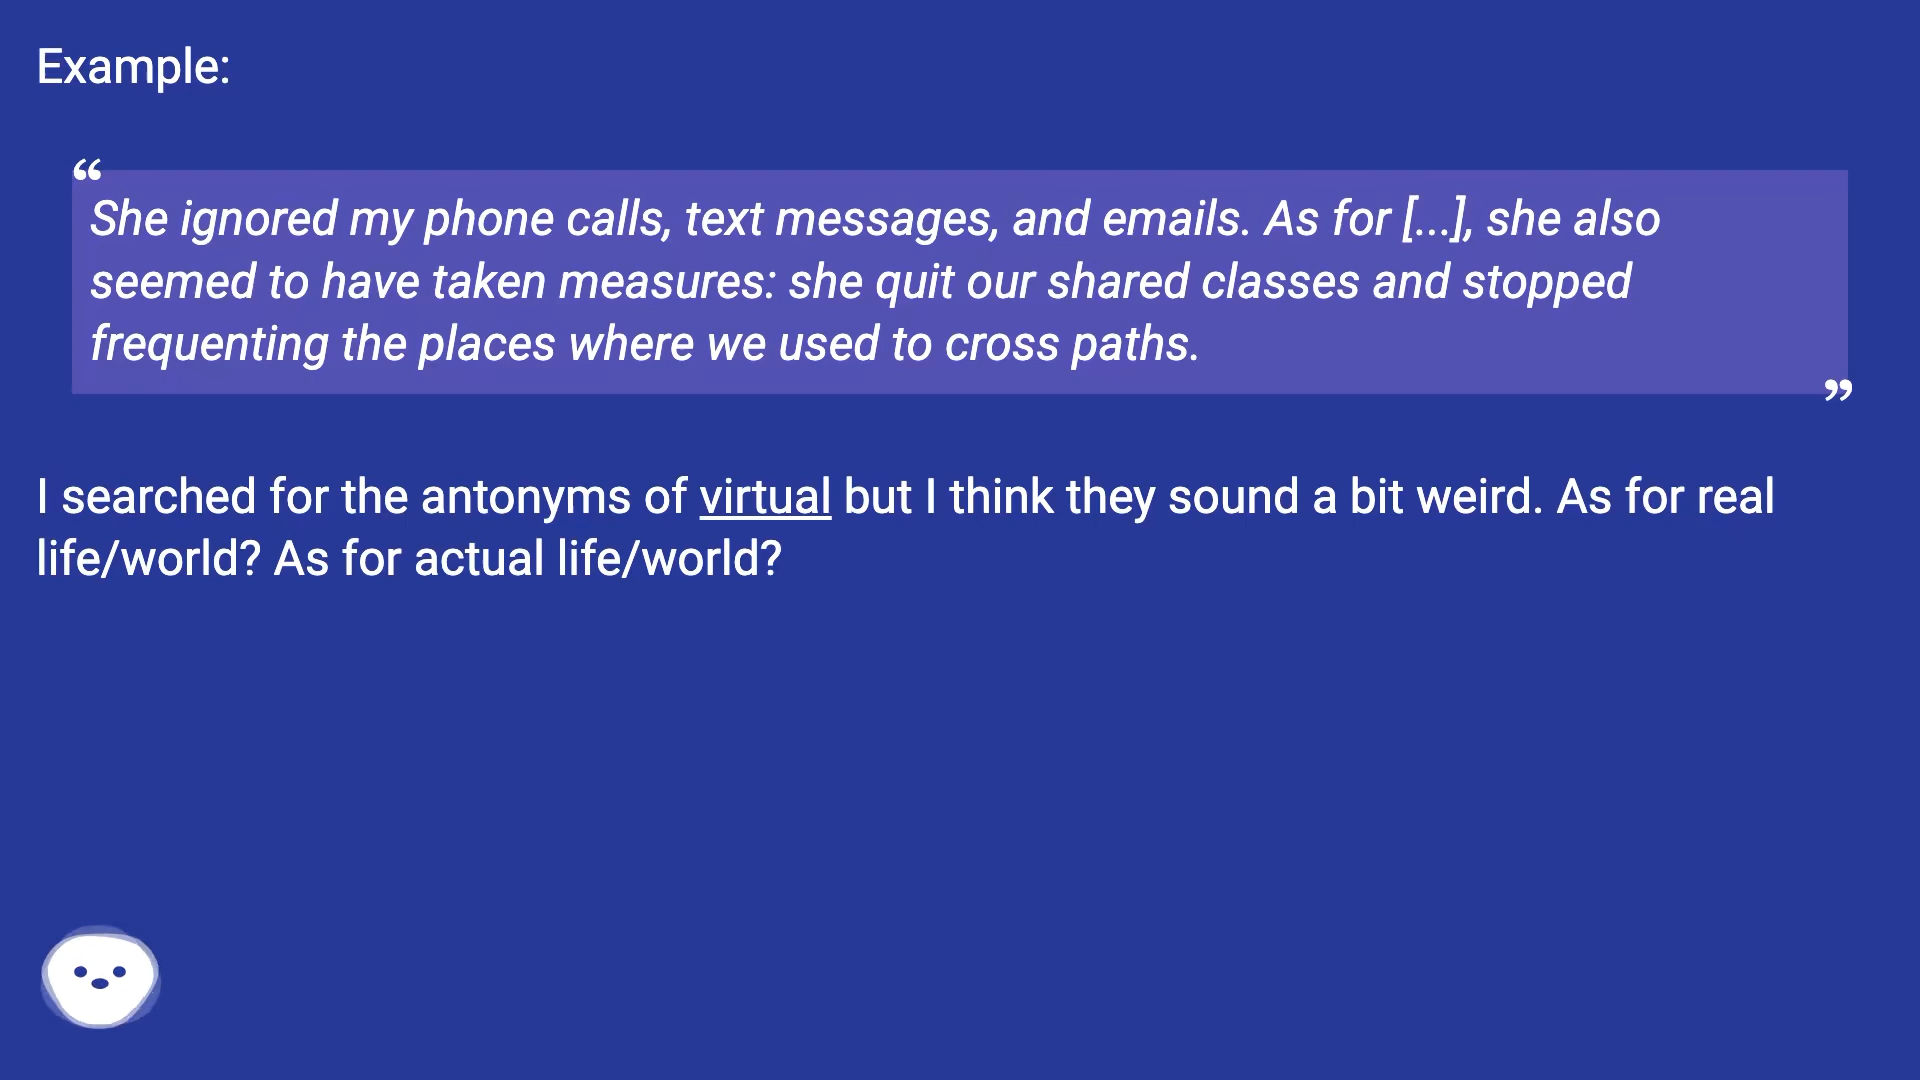 Example:
“
She ignored my phone calls, text messages, and emails. As for [...], she also
seemed to have taken measures: she quit our shared classes and stopped
frequenting the places where we used to cross paths.
”
I searched for the antonyms of virtual but I think they sound a bit weird. As for real
life/world? As for actual life/world?